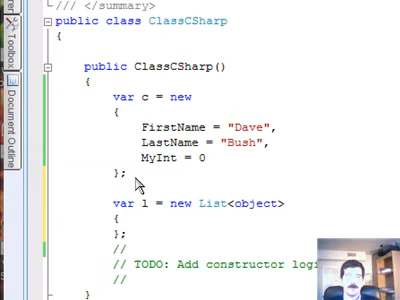 /// </summary>
public class ClassCSharp
{
public ClassCSharp()
{
var c = new
{
FirstName = "Dave",
LastName = "Bush",
MyInt = 0
};
var l = new List<object>
{
};
//
// TODO: Add constructor logi
//
}
Toolbox
Document Outline